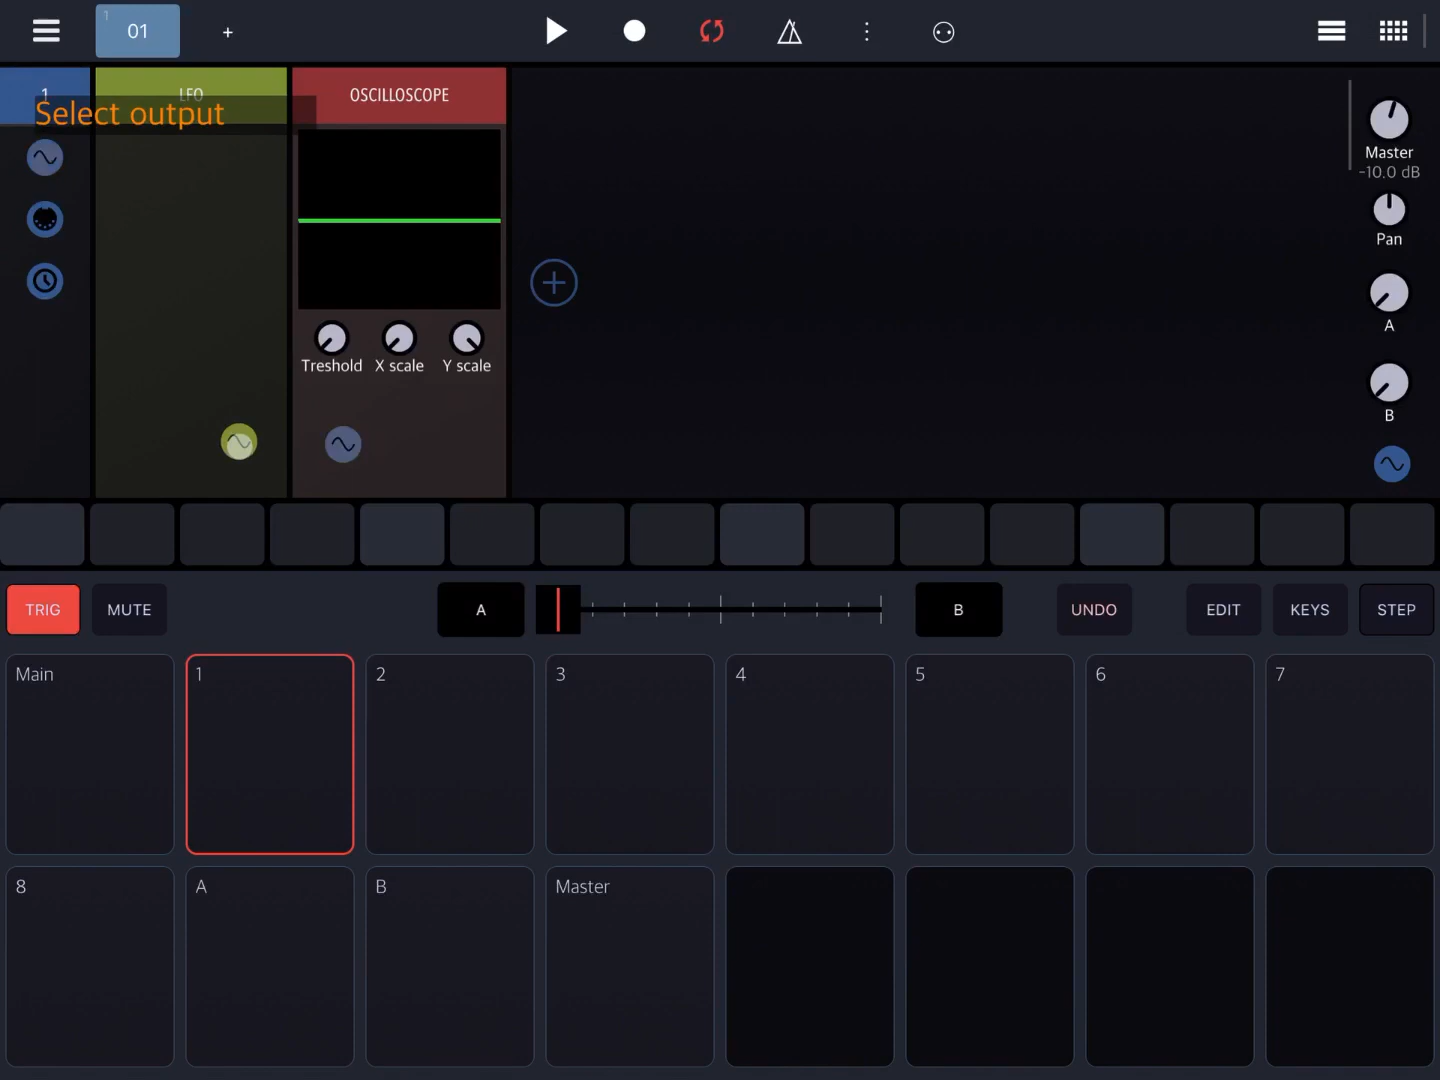 1
01
+
1
LFO
OSCILLOSCOPE
Select output
Master
-10.0 dB
Pan
Treshold
X scale
Y scale
A
B
TRIG
MUTE
A
B
UNDO
EDIT
KEYS
STEP
Main
1
2
3
4
5
6
7
8
A
B
Master